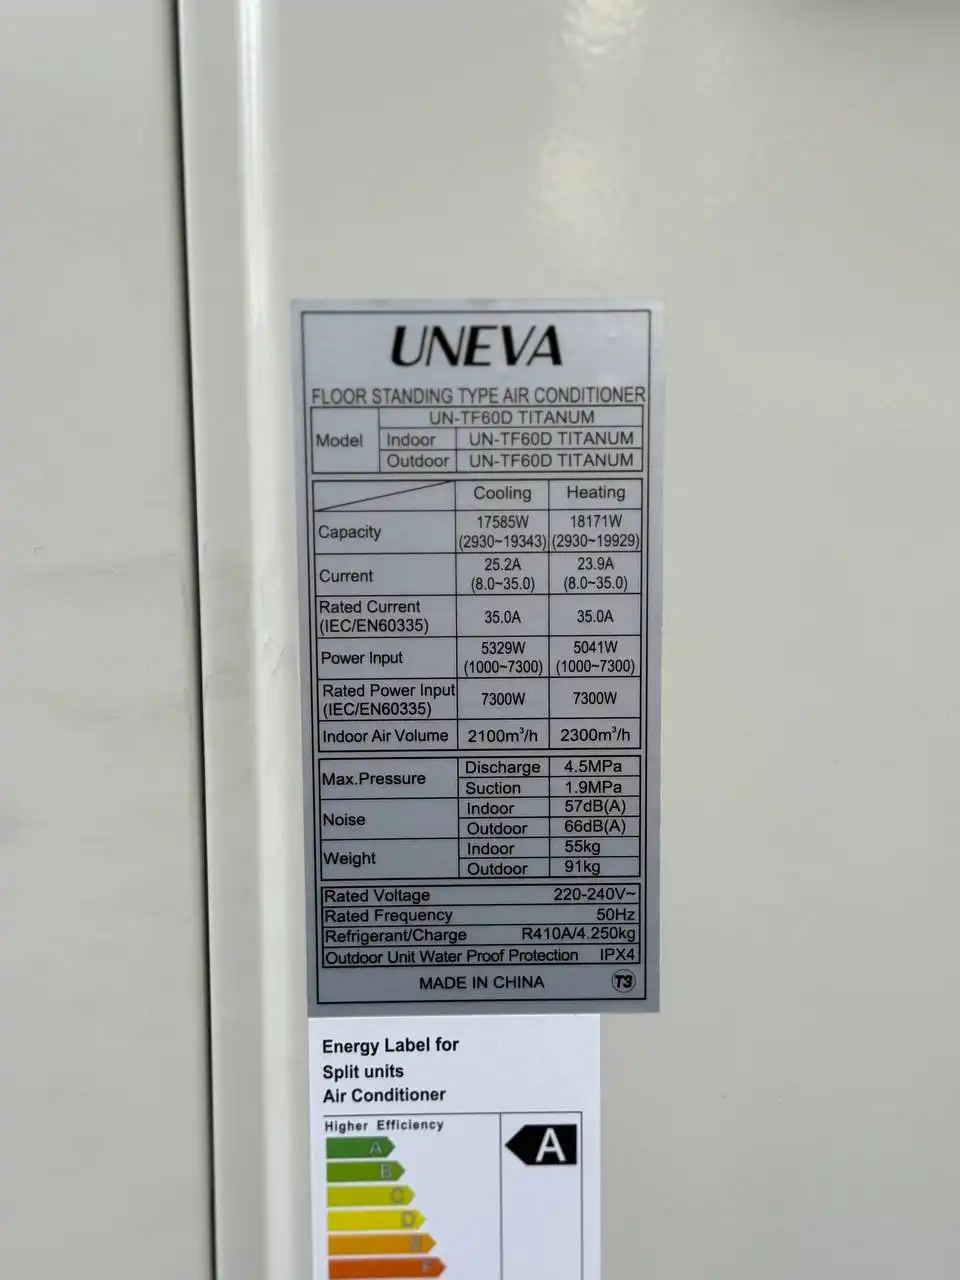 UNEVA
FLOOR STANDING TYPE AIR CONDITIONER
Model
UN-TF60D TITANUM
Indoor UN-TF60D TITANUM
Outdoor UN-TF60D TITANUM
Cooling Heating
Capacity 17585W (2930~19343) 18171W (2930~19929)
Current 25.2A (8.0~35.0) 23.9A (8.0~35.0)
Rated Current (IEC/EN60335) 35.0A 35.0A
Power Input 5329W (1000~7300) 5041W (1000~7300)
Rated Power Input (IEC/EN60335) 7300W 7300W
Indoor Air Volume 2100m³/h 2300m³/h
Max.Pressure
Discharge 4.5MPa
Suction 1.9MPa
Noise
Indoor 57dB(A)
Outdoor 66dB(A)
Weight
Indoor 55kg
Outdoor 91kg
Rated Voltage 220-240V~
Rated Frequency 50Hz
Refrigerant/Charge R410A/4.250kg
Outdoor Unit Water Proof Protection IPX4
MADE IN CHINA T3
Energy Label for
Split units
Air Conditioner
Higher Efficiency
A A
B
C
D
E
F